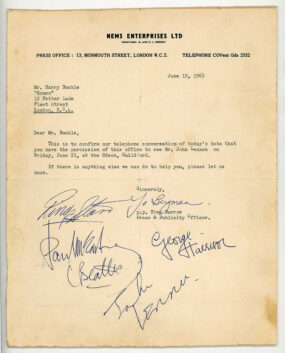 NEMS ENTERPRISES LTD
PRESS OFFICE : 13, MONMOUTH STREET, LONDON W.C.2. TELEPHONE COVent Gdn 2332
June 19, 1963
Mr. Harry Buckle
12 Fetter Lane
Fleet Street
London, E.C.4.
Dear Mr. Buckle,
This is to confirm our telephone conversation of today's date that
you have the permission of this office to see Mr. John Lennon on
Friday, June 21, at the Odeon, Guildford.
If there is anything else we can do to help you, please let
us know.
Sincerely,
Ringo Starr
p.p. Tony Barrow
Press & Publicity Officer.
Paul McCartney
George Harrison
Beatles
John Lennon